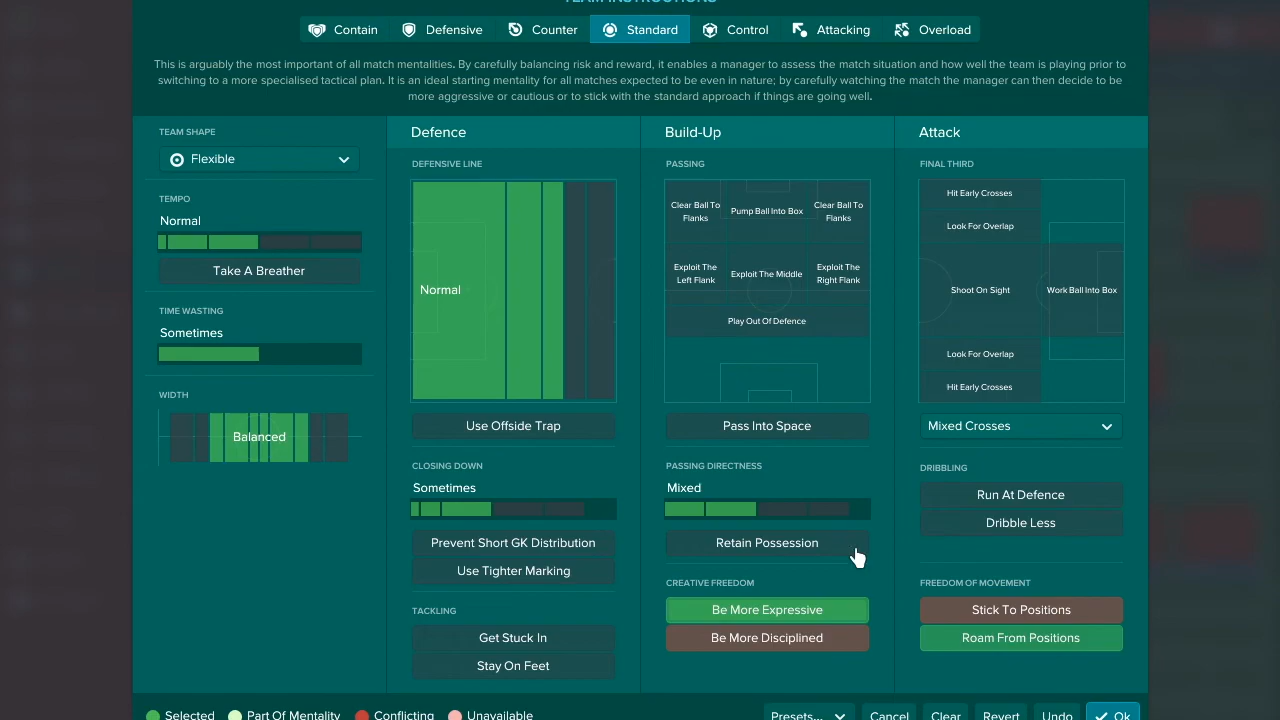 TEAM INSTRUCTIONS
Contain
Defensive
Counter
Standard
Control
Attacking
Overload
This is arguably the most important of all match mentalities. By carefully balancing risk and reward, it enables a manager to assess the match situation and how well the team is playing prior to
switching to a more specialised tactical plan. It is an ideal starting mentality for all matches expected to be even in nature; by carefully watching the match the manager can then decide to be
more aggressive or cautious or to stick with the standard approach if things are going well.
TEAM SHAPE
Flexible
TEMPO
Normal
Take A Breather
TIME WASTING
Sometimes
WIDTH
Balanced
Defence
DEFENSIVE LINE
Normal
Use Offside Trap
CLOSING DOWN
Sometimes
Prevent Short GK Distribution
Use Tighter Marking
TACKLING
Get Stuck In
Stay On Feet
Build-Up
PASSING
Clear Ball To
Flanks
Pump Ball Into Box
Clear Ball To
Flanks
Exploit The
Left Flank
Exploit The Middle
Exploit The
Right Flank
Play Out Of Defence
Pass Into Space
PASSING DIRECTNESS
Mixed
Retain Possession
CREATIVE FREEDOM
Be More Expressive
Be More Disciplined
Attack
FINAL THIRD
Hit Early Crosses
Look For Overlap
Shoot On Sight
Work Ball Into Box
Look For Overlap
Hit Early Crosses
Mixed Crosses
DRIBBLING
Run At Defence
Dribble Less
FREEDOM OF MOVEMENT
Stick To Positions
Roam From Positions
Selected
Part Of Mentality
Conflicting
Unavailable
Presets...
Cancel
Clear
Revert
Undo
Ok